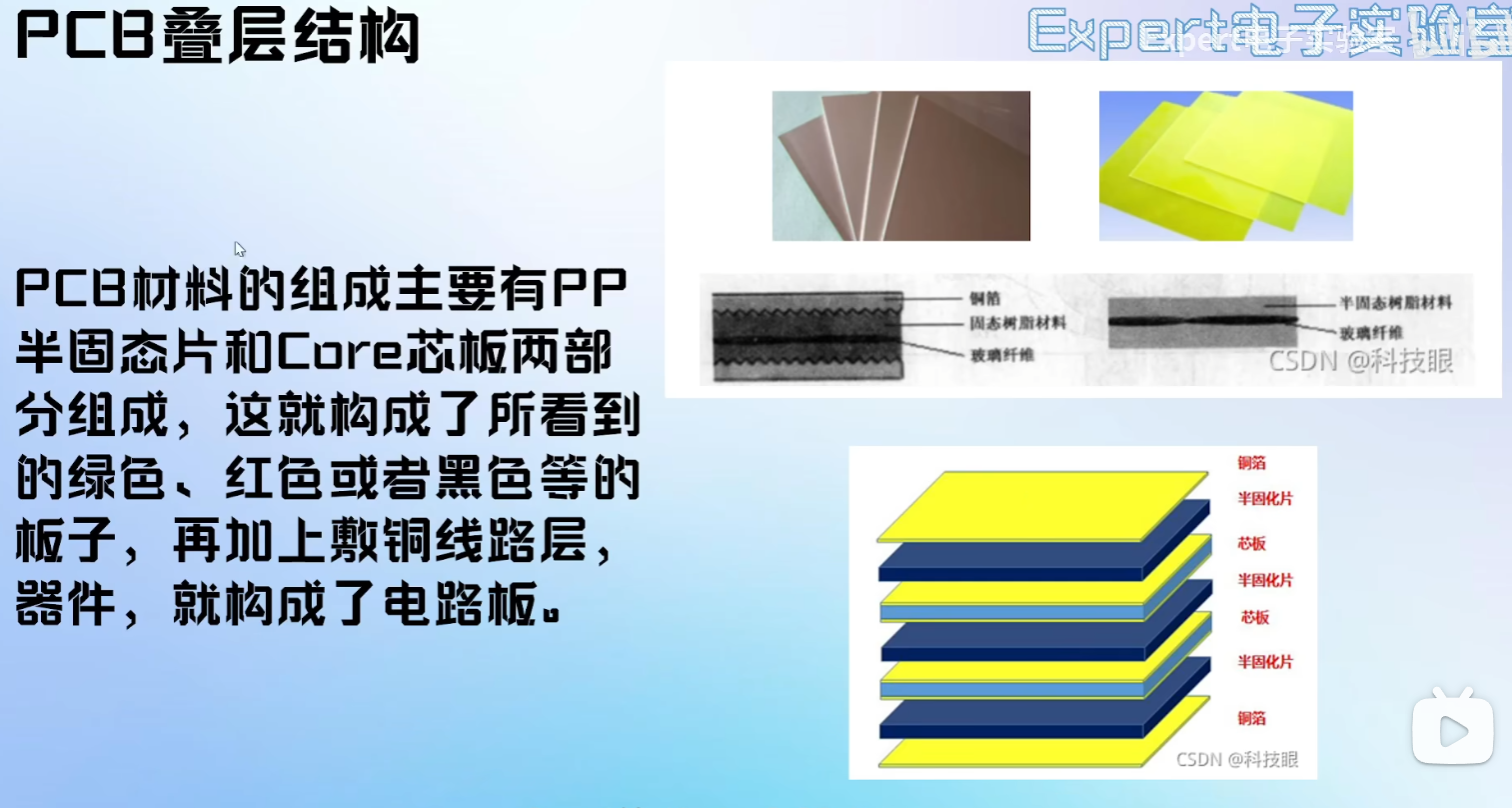 PCB叠层结构
Expert电子实验室
PCB材料的组成主要有PP
半固态片和Core芯板两部
分组成，这就构成了所看到
的绿色、红色或者黑色等的
板子，再加上敷铜线路层，
器件，就构成了电路板。
铜箔
固态树脂材料
玻璃纤维
半固态树脂材料
玻璃纤维
CSDN @科技眼
铜箔
半固化片
芯板
半固化片
芯板
半固化片
铜箔
CSDN @科技眼